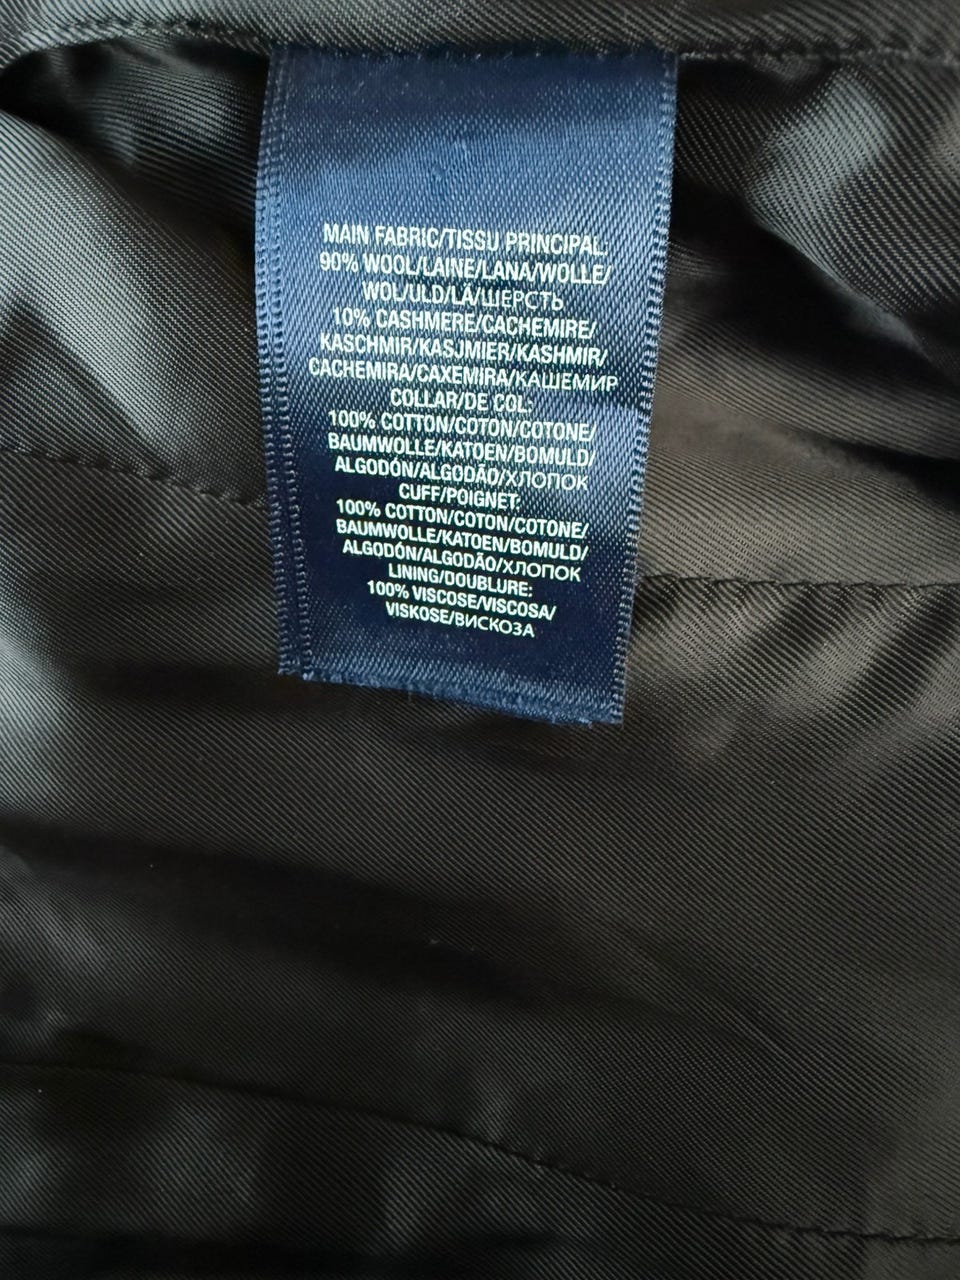 MAIN FABRIC/TISSU PRINCIPAL:
90% WOOL/LAINE/LANA/WOLLE/
WOL/ULD/LÃ/ШЕРСТЬ
10% CASHMERE/CACHEMIRE/
KASCHMIR/KASJMIER/KASHMIR/
CACHEMIRA/CAXEMIRA/КАШЕМИР
COLLAR/DE COL:
100% COTTON/COTON/COTONE/
BAUMWOLLE/KATOEN/BOMULD/
ALGODÓN/ALGODÃO/ХЛОПОК
CUFF/POIGNET:
100% COTTON/COTON/COTONE/
BAUMWOLLE/KATOEN/BOMULD/
ALGODÓN/ALGODÃO/ХЛОПОК
LINING/DOUBLURE:
100% VISCOSE/VISCOSA/
VISKOSE/ВИСКОЗА